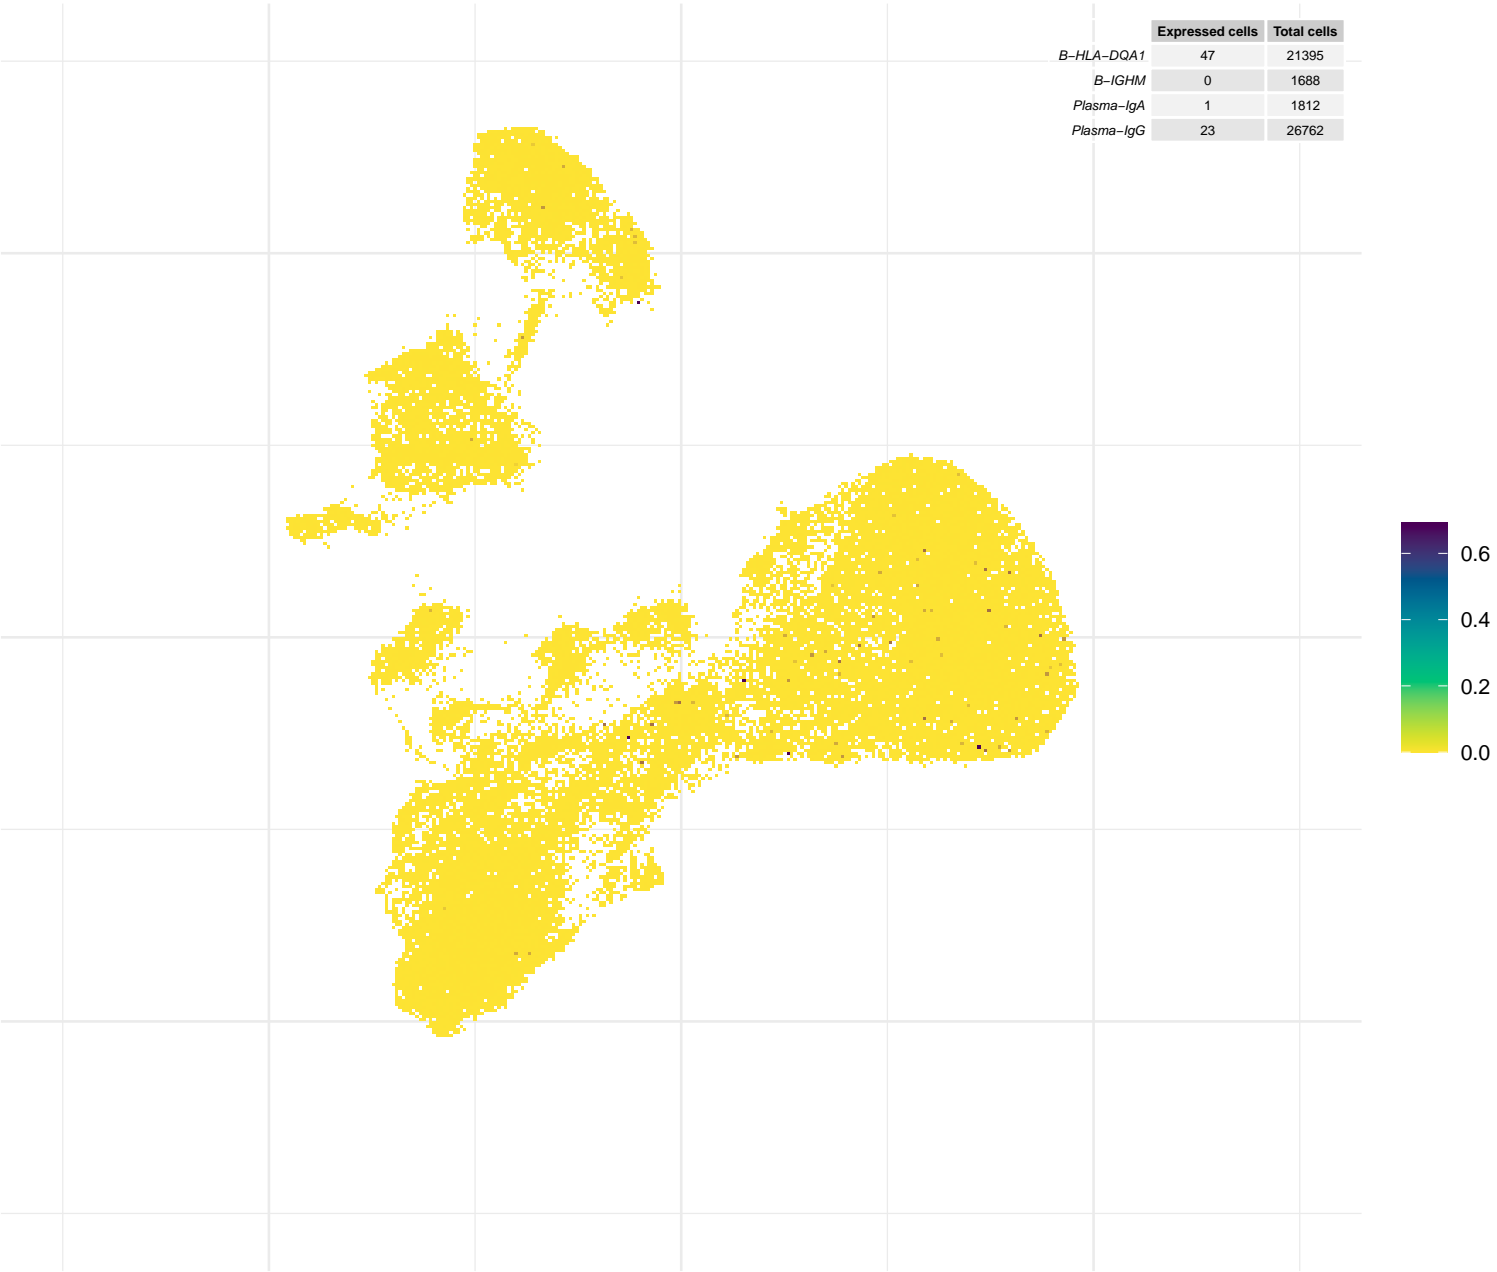 Expressed cells Total cells
B−HLA−DQA1 47 21395
B−IGHM 0 1688
Plasma−IgA 1 1812
Plasma−IgG 23 26762
0.6
0.4
0.2
0.0